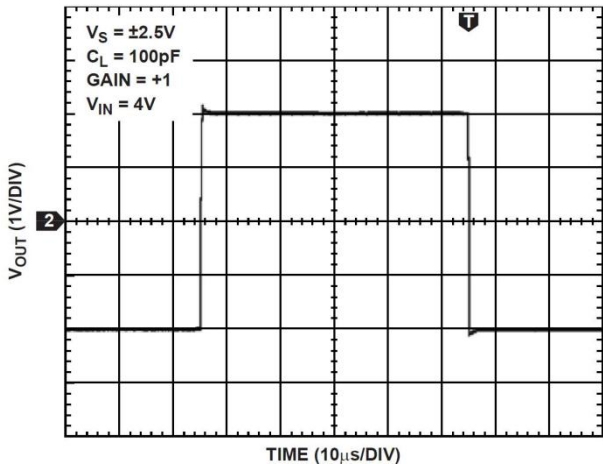 T
V_S = ±2.5V
C_L = 100pF
GAIN = +1
V_IN = 4V
2
V_OUT (1V/DIV)
TIME (10μs/DIV)